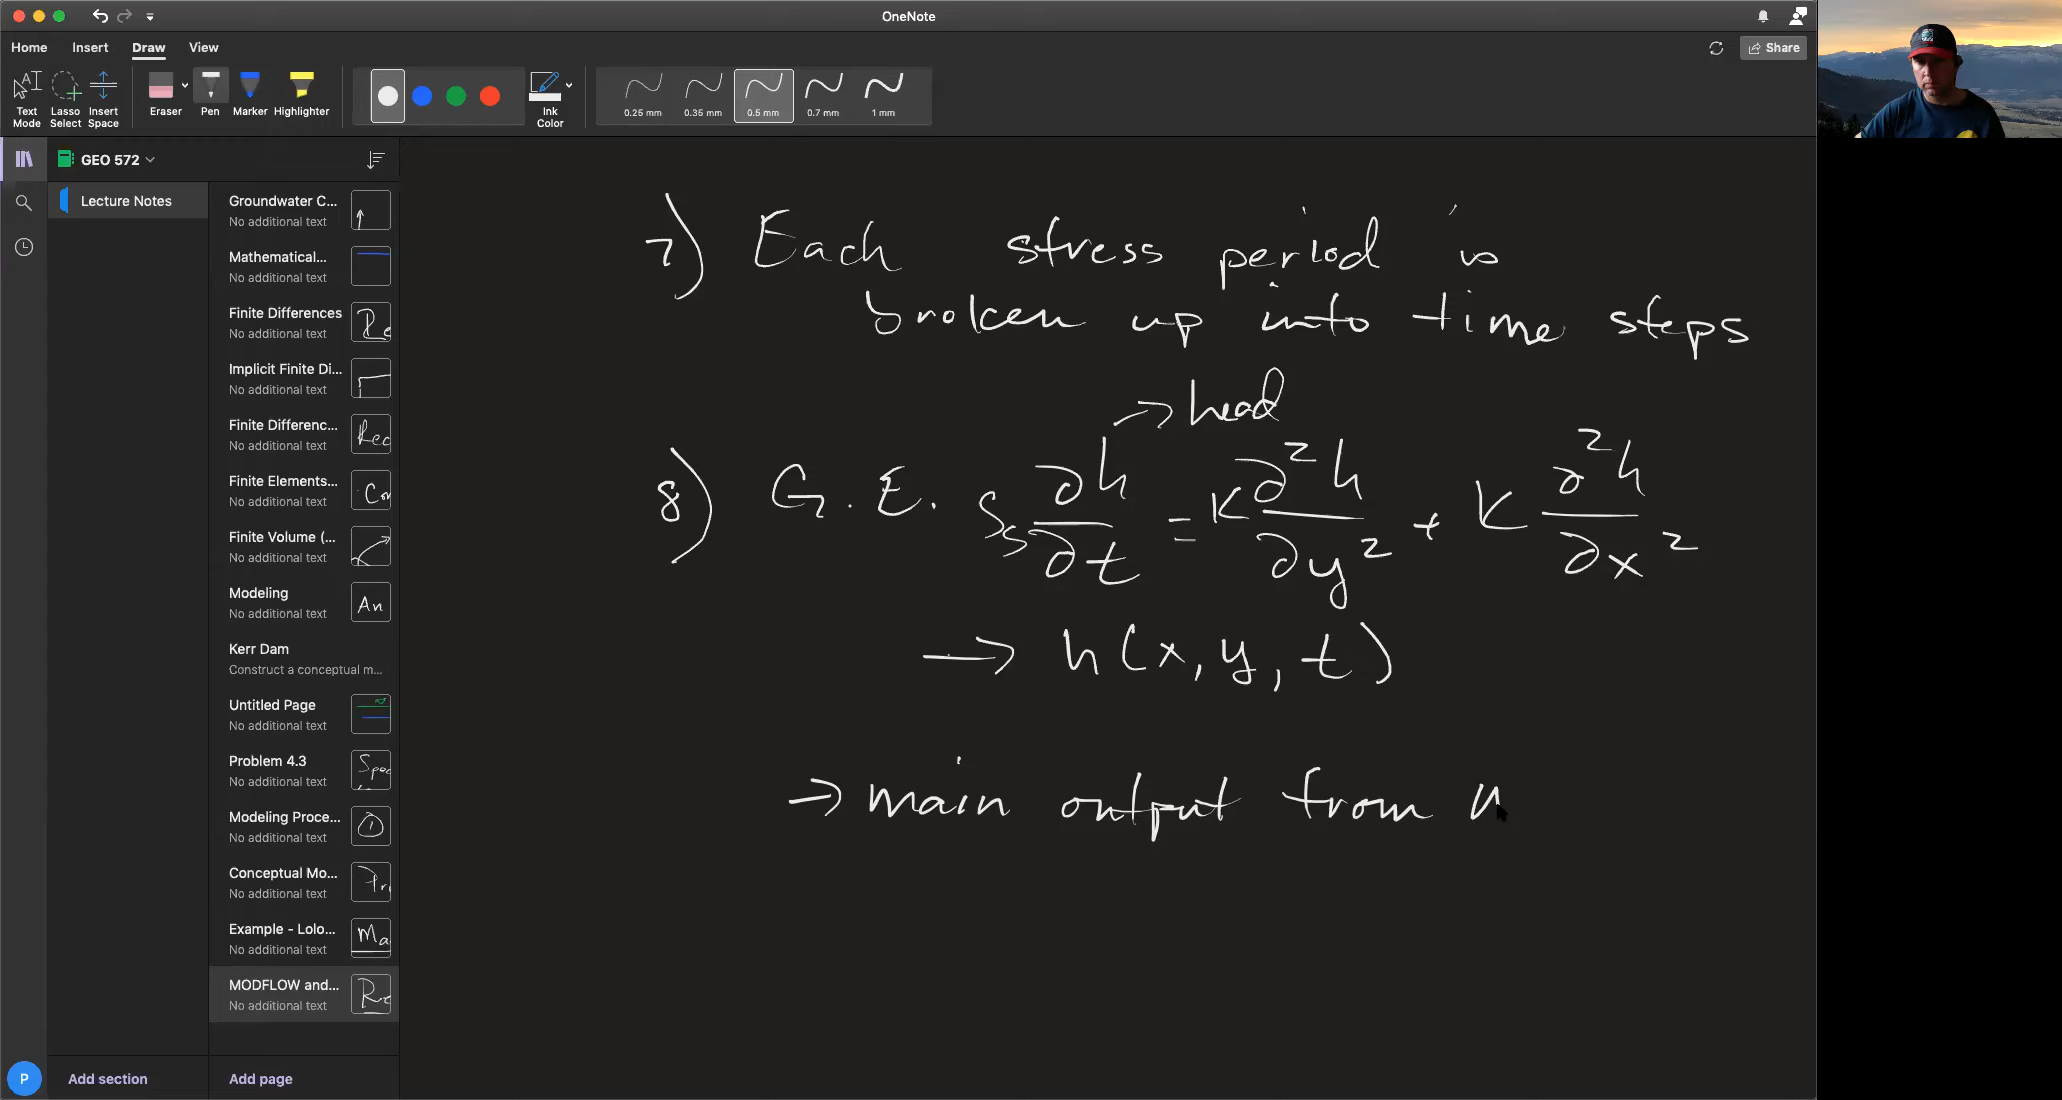 OneNote
Home Insert Draw View
Share
Text Mode
Lasso Select
Insert Space
Eraser
Pen
Marker
Highlighter
Ink Color
0.25 mm
0.35 mm
0.5 mm
0.7 mm
1 mm
GEO 572
Lecture Notes
Groundwater C...
No additional text
Mathematical...
No additional text
Finite Differences
No additional text
Implicit Finite Di...
No additional text
Finite Differenc...
No additional text
Finite Elements...
No additional text
Finite Volume (...
No additional text
Modeling
No additional text
Kerr Dam
Construct a conceptual m...
Untitled Page
No additional text
Problem 4.3
No additional text
Modeling Proce...
No additional text
Conceptual Mo...
No additional text
Example - Lolo...
No additional text
MODFLOW and...
No additional text
P
Add section
Add page
7) Each stress period is
broken up into time steps
→ head
8) G.E. S_s ∂h/∂t = K ∂²h/∂y² + K ∂²h/∂x²
→ h(x, y, t)
→ main output from